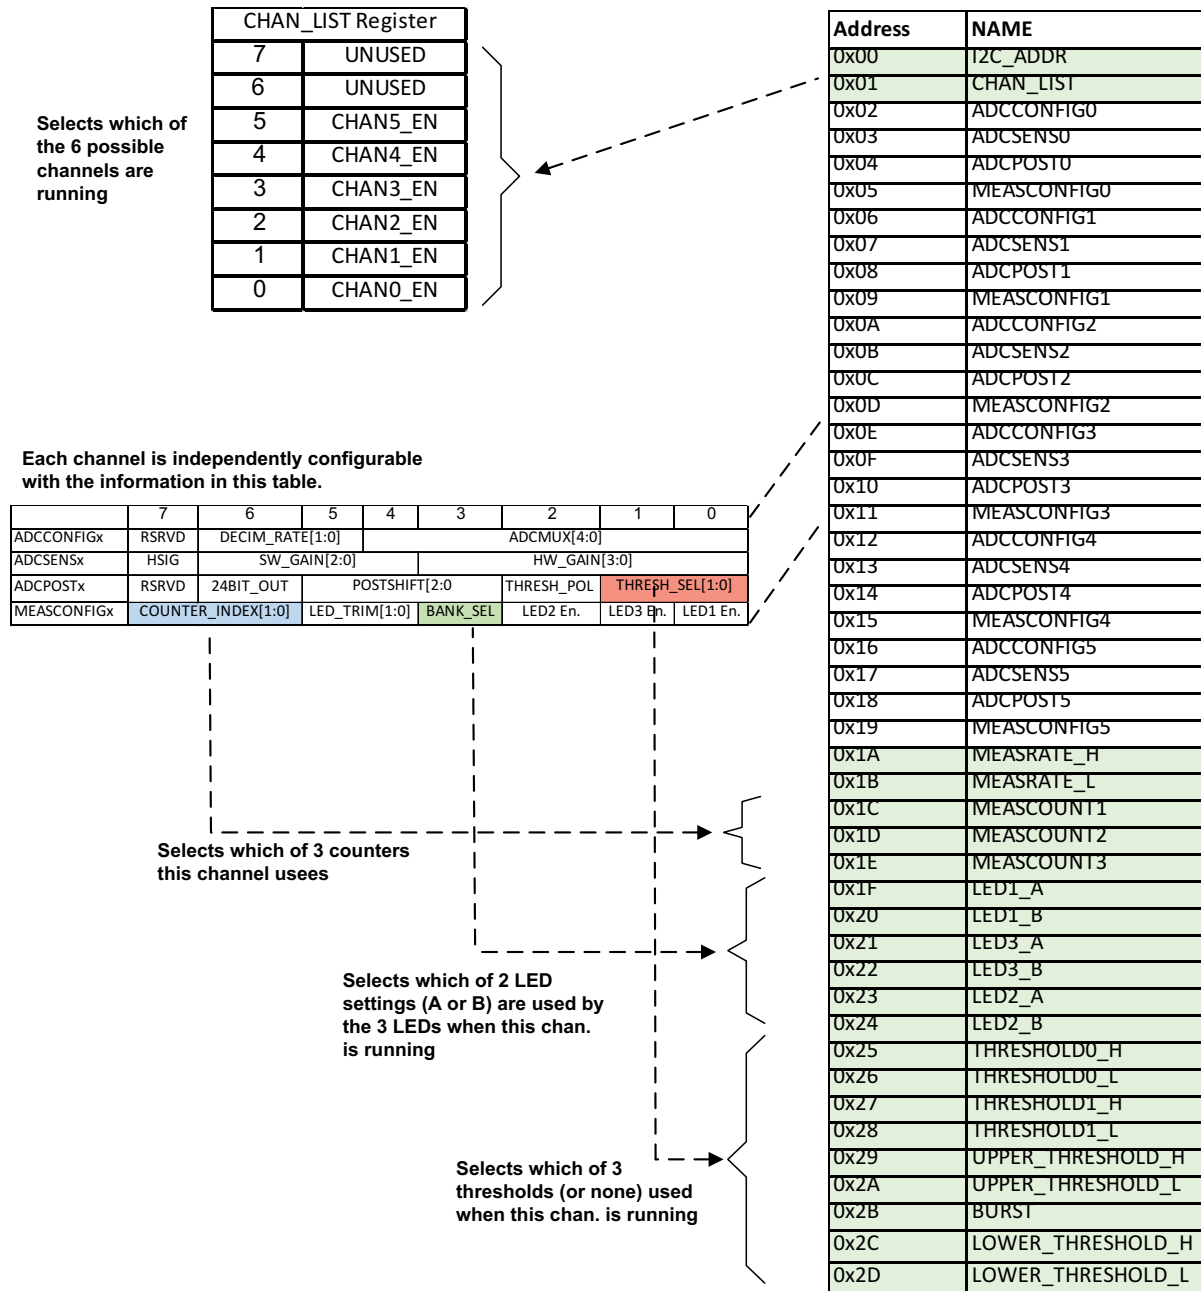 CHAN_LIST Register
7 UNUSED
6 UNUSED
5 CHAN5_EN
4 CHAN4_EN
3 CHAN3_EN
2 CHAN2_EN
1 CHAN1_EN
0 CHAN0_EN
Selects which of
the 6 possible
channels are
running
Each channel is independently configurable
with the information in this table.
7 6 5 4 3 2 1 0
ADCCONFIGx RSRVD DECIM_RATE[1:0] ADCMUX[4:0]
ADCSENSx HSIG SW_GAIN[2:0] HW_GAIN[3:0]
ADCPOSTx RSRVD 24BIT_OUT POSTSHIFT[2:0 THRESH_POL THRESH_SEL[1:0]
MEASCONFIGx COUNTER_INDEX[1:0] LED_TRIM[1:0] BANK_SEL LED2 En. LED3 En. LED1 En.
Selects which of 3 counters
this channel usees
Selects which of 2 LED
settings (A or B) are used by
the 3 LEDs when this chan.
is running
Selects which of 3
thresholds (or none) used
when this chan. is running
Address NAME
0x00 I2C_ADDR
0x01 CHAN_LIST
0x02 ADCCONFIG0
0x03 ADCSENS0
0x04 ADCPOST0
0x05 MEASCONFIG0
0x06 ADCCONFIG1
0x07 ADCSENS1
0x08 ADCPOST1
0x09 MEASCONFIG1
0x0A ADCCONFIG2
0x0B ADCSENS2
0x0C ADCPOST2
0x0D MEASCONFIG2
0x0E ADCCONFIG3
0x0F ADCSENS3
0x10 ADCPOST3
0x11 MEASCONFIG3
0x12 ADCCONFIG4
0x13 ADCSENS4
0x14 ADCPOST4
0x15 MEASCONFIG4
0x16 ADCCONFIG5
0x17 ADCSENS5
0x18 ADCPOST5
0x19 MEASCONFIG5
0x1A MEASRATE_H
0x1B MEASRATE_L
0x1C MEASCOUNT1
0x1D MEASCOUNT2
0x1E MEASCOUNT3
0x1F LED1_A
0x20 LED1_B
0x21 LED3_A
0x22 LED3_B
0x23 LED2_A
0x24 LED2_B
0x25 THRESHOLD0_H
0x26 THRESHOLD0_L
0x27 THRESHOLD1_H
0x28 THRESHOLD1_L
0x29 UPPER_THRESHOLD_H
0x2A UPPER_THRESHOLD_L
0x2B BURST
0x2C LOWER_THRESHOLD_H
0x2D LOWER_THRESHOLD_L